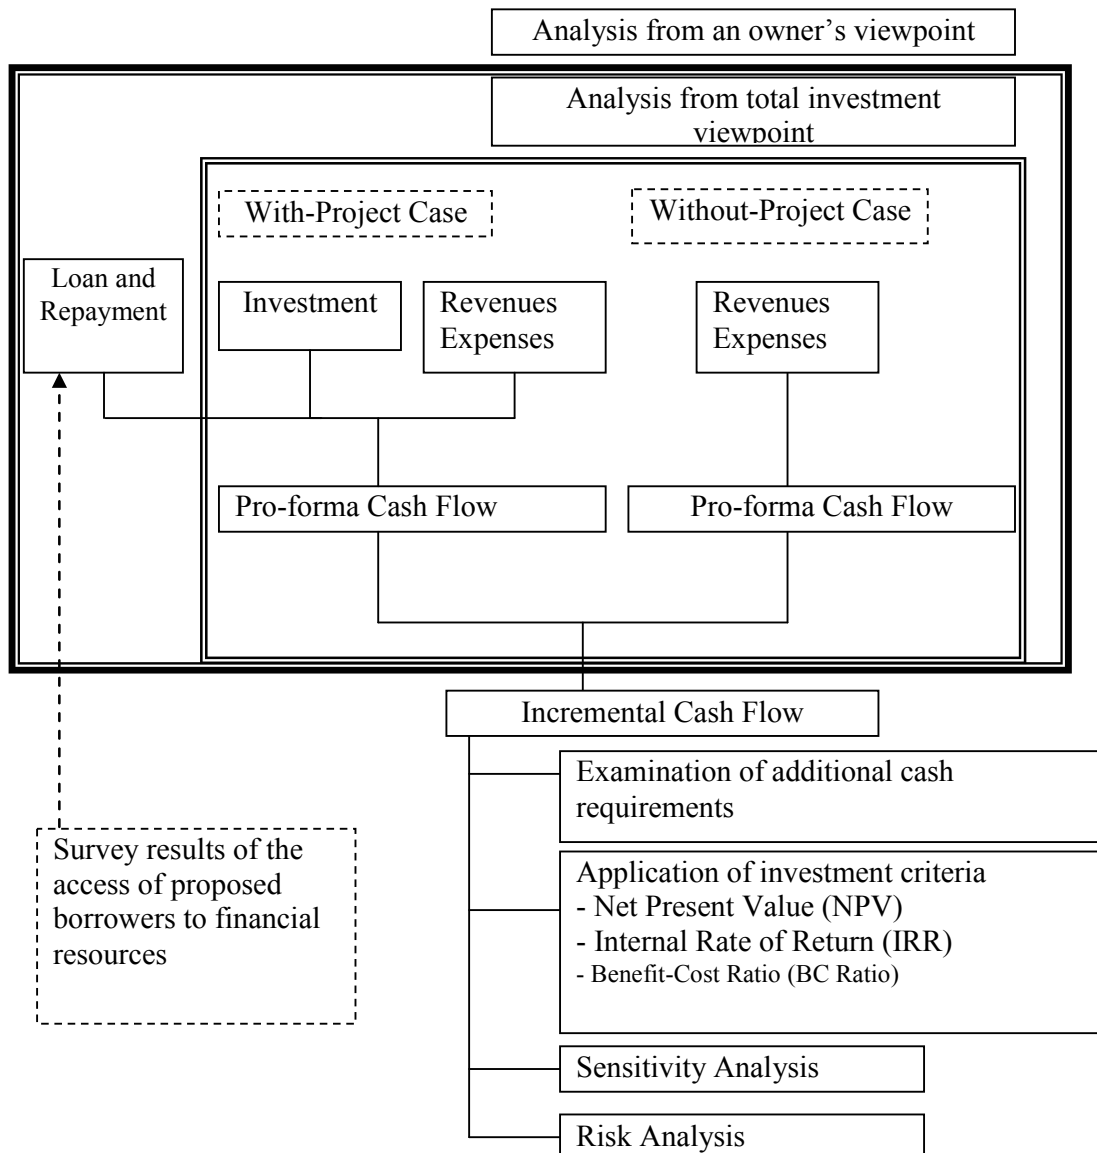 Analysis from an owner’s viewpoint
Analysis from total investment
viewpoint
With-Project Case
Without-Project Case
Loan and
Repayment
Investment
Revenues
Expenses
Revenues
Expenses
Pro-forma Cash Flow
Pro-forma Cash Flow
Incremental Cash Flow
Examination of additional cash
requirements
Survey results of the
access of proposed
borrowers to financial
resources
Application of investment criteria
- Net Present Value (NPV)
- Internal Rate of Return (IRR)
- Benefit-Cost Ratio (BC Ratio)
Sensitivity Analysis
Risk Analysis